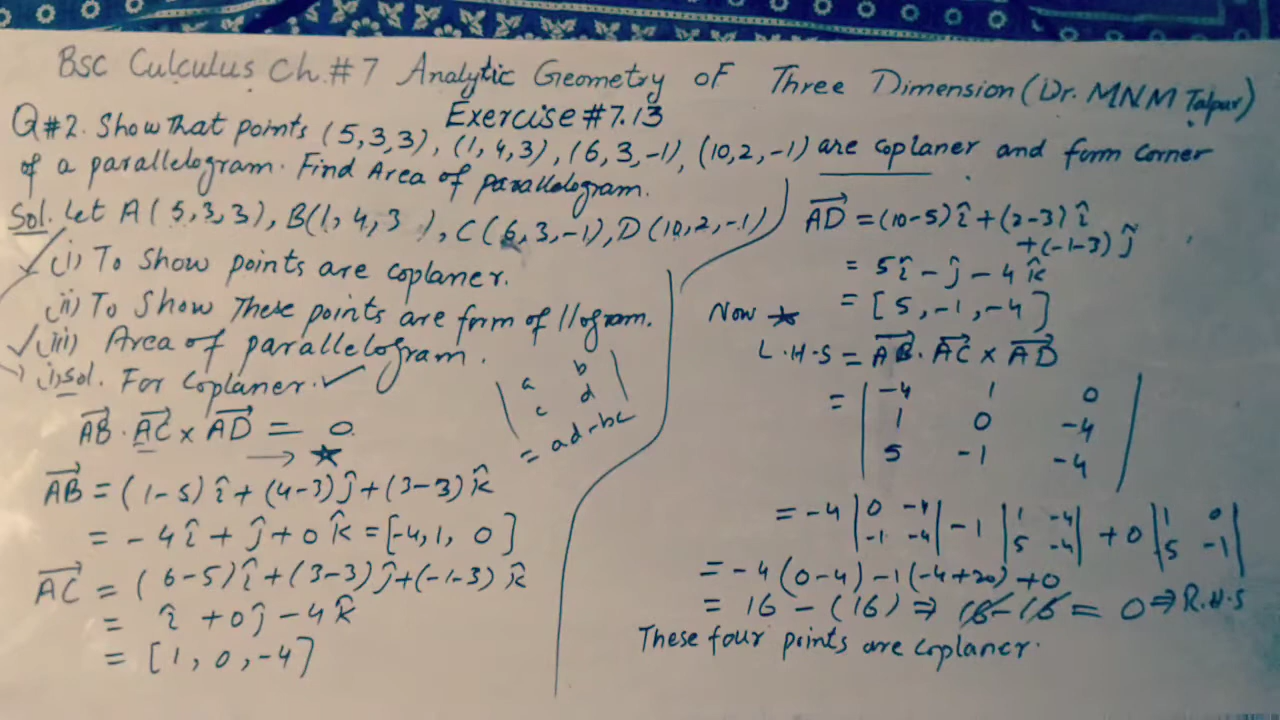 Bsc Calculus Ch.#7 Analytic Geometry of Three Dimension (Dr. MNM Talpur)
Exercise #7.13
Q#2. Show that points (5,3,3), (1,4,3), (6,3,-1), (10,2,-1) are coplaner and form corner
of a parallelogram. Find Area of parallelogram.
Sol. Let A(5,3,3), B(1,4,3), C(6,3,-1), D(10,2,-1)
(i) To Show points are coplaner.
(ii) To Show These points are form of //ogram.
(iii) Area of parallelogram.
i) sol. For Coplaner. ✓
AB→ · AC→ × AD→ = 0
→ ★
| a b |
| c d |
= ad-bc
AB→ = (1-5)î + (4-3)ĵ + (3-3)k̂
= -4î + ĵ + 0k̂ = [-4, 1, 0]
AC→ = (6-5)î + (3-3)ĵ + (-1-3)k̂
= î + 0ĵ - 4k̂
= [1, 0, -4]
AD→ = (10-5)î + (2-3)î
+(-1-3)ĵ
= 5î - ĵ - 4k̂
= [5, -1, -4]
Now ★
L.H.S = AB→ · AC→ × AD→
= | -4 1 0 |
| 1 0 -4 |
| 5 -1 -4 |
= -4 | 0 -4 | - 1 | 1 -4 | + 0 | 1 0 |
| -1 -4 | | 5 -4 | | 5 -1 |
= -4(0-4) -1(-4+20) +0
= 16 - (16) ⇒ 16-16 = 0 ⇒ R.H.S
These four points are coplaner.